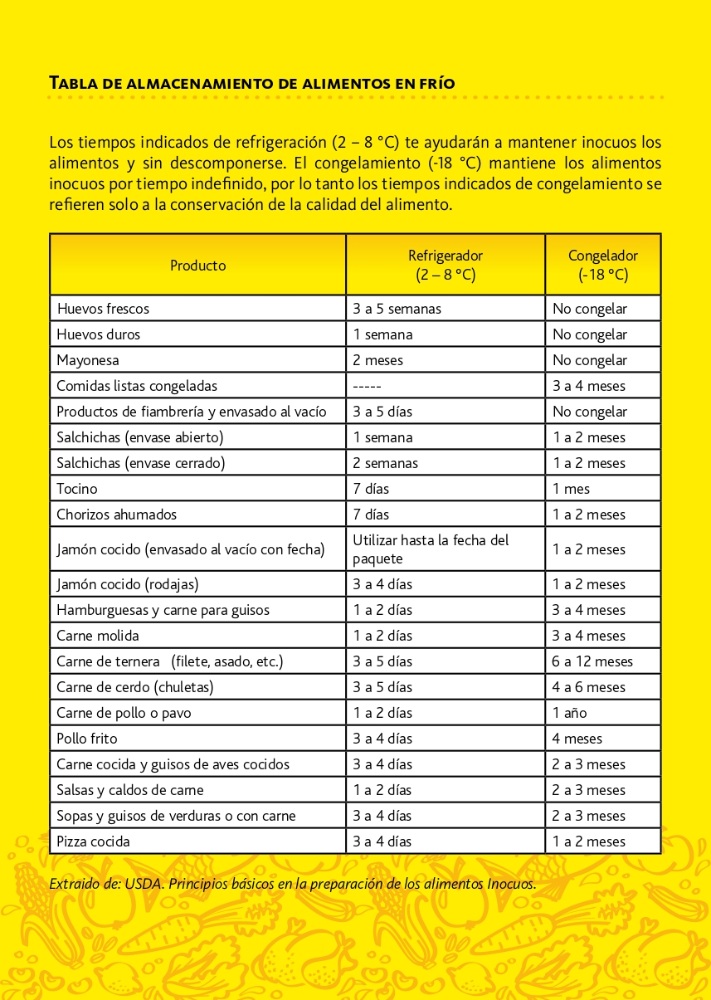 TABLA DE ALMACENAMIENTO DE ALIMENTOS EN FRÍO
Los tiempos indicados de refrigeración (2 – 8 °C) te ayudarán a mantener inocuos los
alimentos y sin descomponerse. El congelamiento (-18 °C) mantiene los alimentos
inocuos por tiempo indefinido, por lo tanto los tiempos indicados de congelamiento se
refieren solo a la conservación de la calidad del alimento.
Producto Refrigerador (2 – 8 °C) Congelador (-18 °C)
Huevos frescos 3 a 5 semanas No congelar
Huevos duros 1 semana No congelar
Mayonesa 2 meses No congelar
Comidas listas congeladas ----- 3 a 4 meses
Productos de fiambrería y envasado al vacío 3 a 5 días No congelar
Salchichas (envase abierto) 1 semana 1 a 2 meses
Salchichas (envase cerrado) 2 semanas 1 a 2 meses
Tocino 7 días 1 mes
Chorizos ahumados 7 días 1 a 2 meses
Jamón cocido (envasado al vacío con fecha) Utilizar hasta la fecha del paquete 1 a 2 meses
Jamón cocido (rodajas) 3 a 4 días 1 a 2 meses
Hamburguesas y carne para guisos 1 a 2 días 3 a 4 meses
Carne molida 1 a 2 días 3 a 4 meses
Carne de ternera (filete, asado, etc.) 3 a 5 días 6 a 12 meses
Carne de cerdo (chuletas) 3 a 5 días 4 a 6 meses
Carne de pollo o pavo 1 a 2 días 1 año
Pollo frito 3 a 4 días 4 meses
Carne cocida y guisos de aves cocidos 3 a 4 días 2 a 3 meses
Salsas y caldos de carne 1 a 2 días 2 a 3 meses
Sopas y guisos de verduras o con carne 3 a 4 días 2 a 3 meses
Pizza cocida 3 a 4 días 1 a 2 meses
Extraido de: USDA. Principios básicos en la preparación de los alimentos Inocuos.